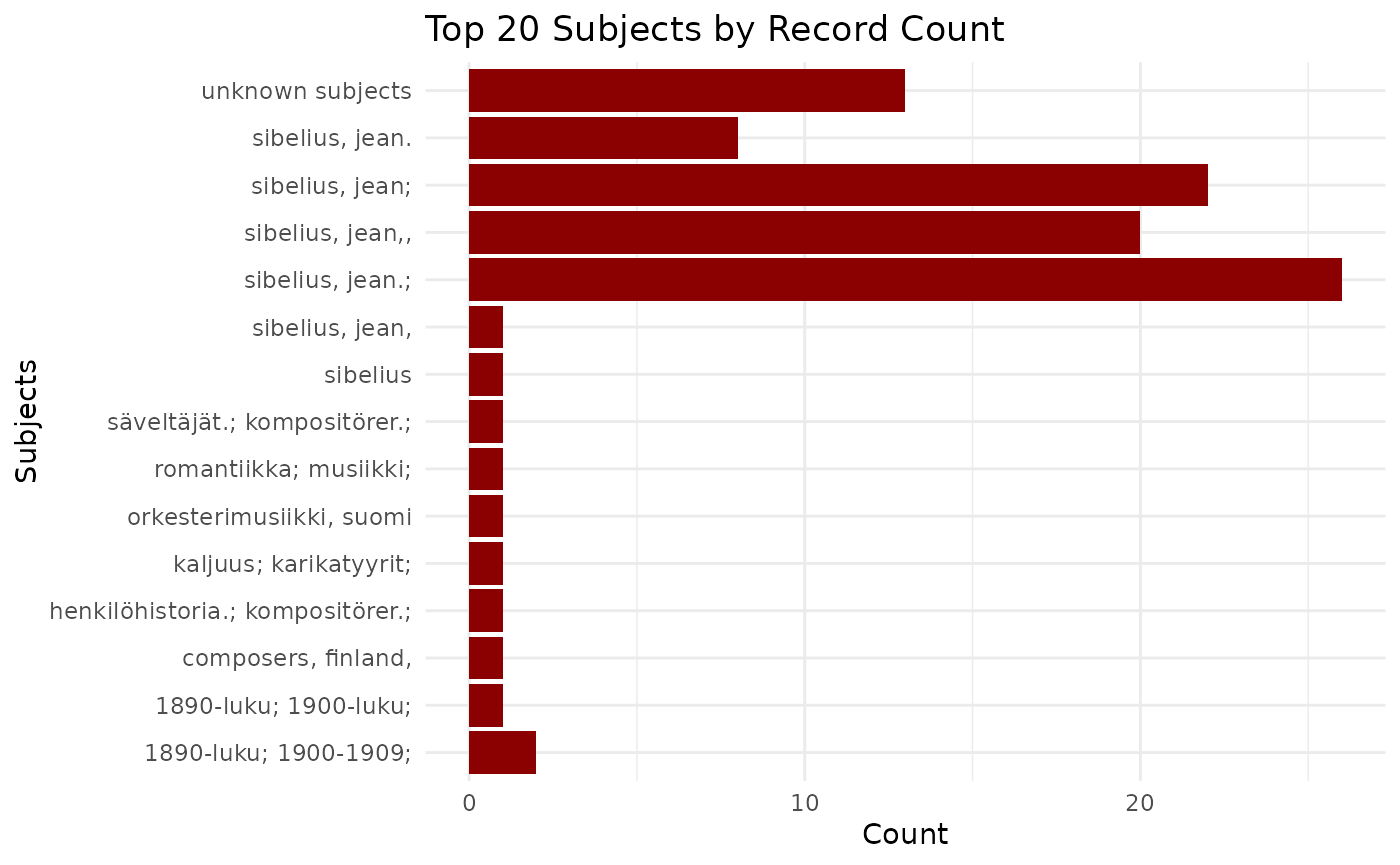 Top 20 Subjects by Record Count
unknown subjects
sibelius, jean.
sibelius, jean;
sibelius, jean,,
sibelius, jean.;
sibelius, jean,
sibelius
säveltäjät.; kompositörer.;
romantiikka; musiikki;
orkesterimusiikki, suomi
kaljuus; karikatyyrit;
henkilöhistoria.; kompositörer.;
composers, finland,
1890-luku; 1900-luku;
1890-luku; 1900-1909;
Subjects
0 10 20
Count